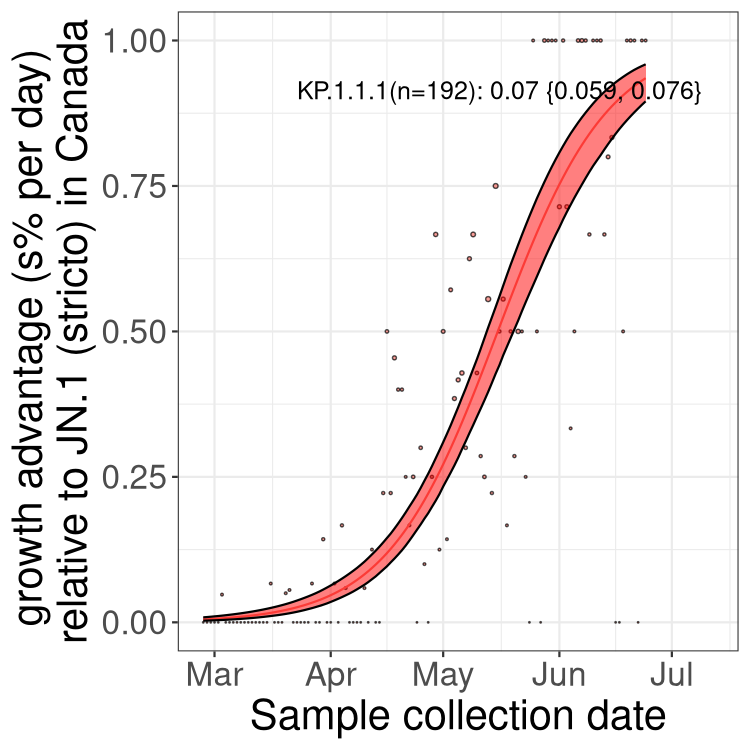 growth advantage (s% per day)
relative to JN.1 (stricto) in Canada
1.00
0.75
0.50
0.25
0.00
KP.1.1.1(n=192): 0.07 {0.059, 0.076}
Mar Apr May Jun Jul
Sample collection date